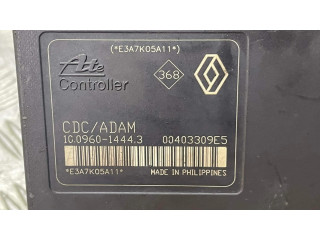 (*E3A7K05A11*)
Ate 368
Controller
CDC/ADAM
10.0960-1444.3 00403309E5
*E3A7K05A11* MADE IN PHILIPPINES